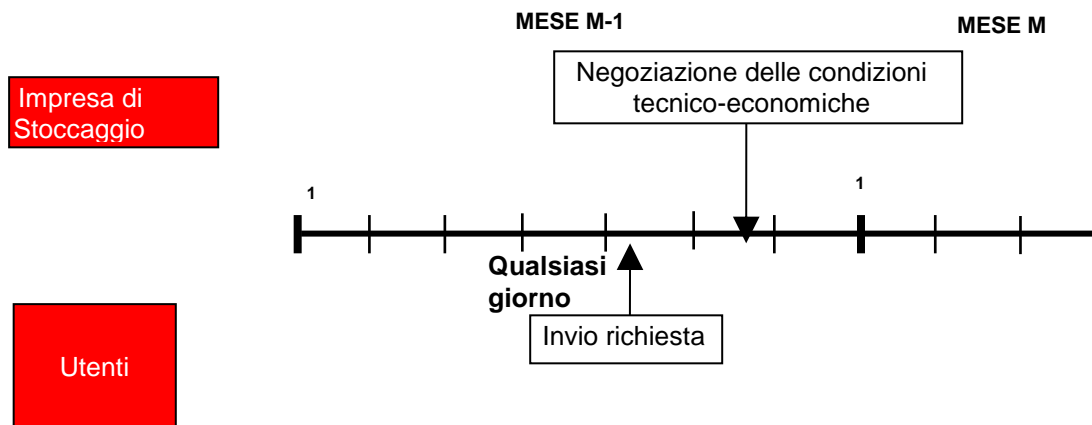 MESE M-1
MESE M
Impresa di
Stoccaggio
Negoziazione delle condizioni
tecnico-economiche
1
1
Qualsiasi
giorno
Invio richiesta
Utenti